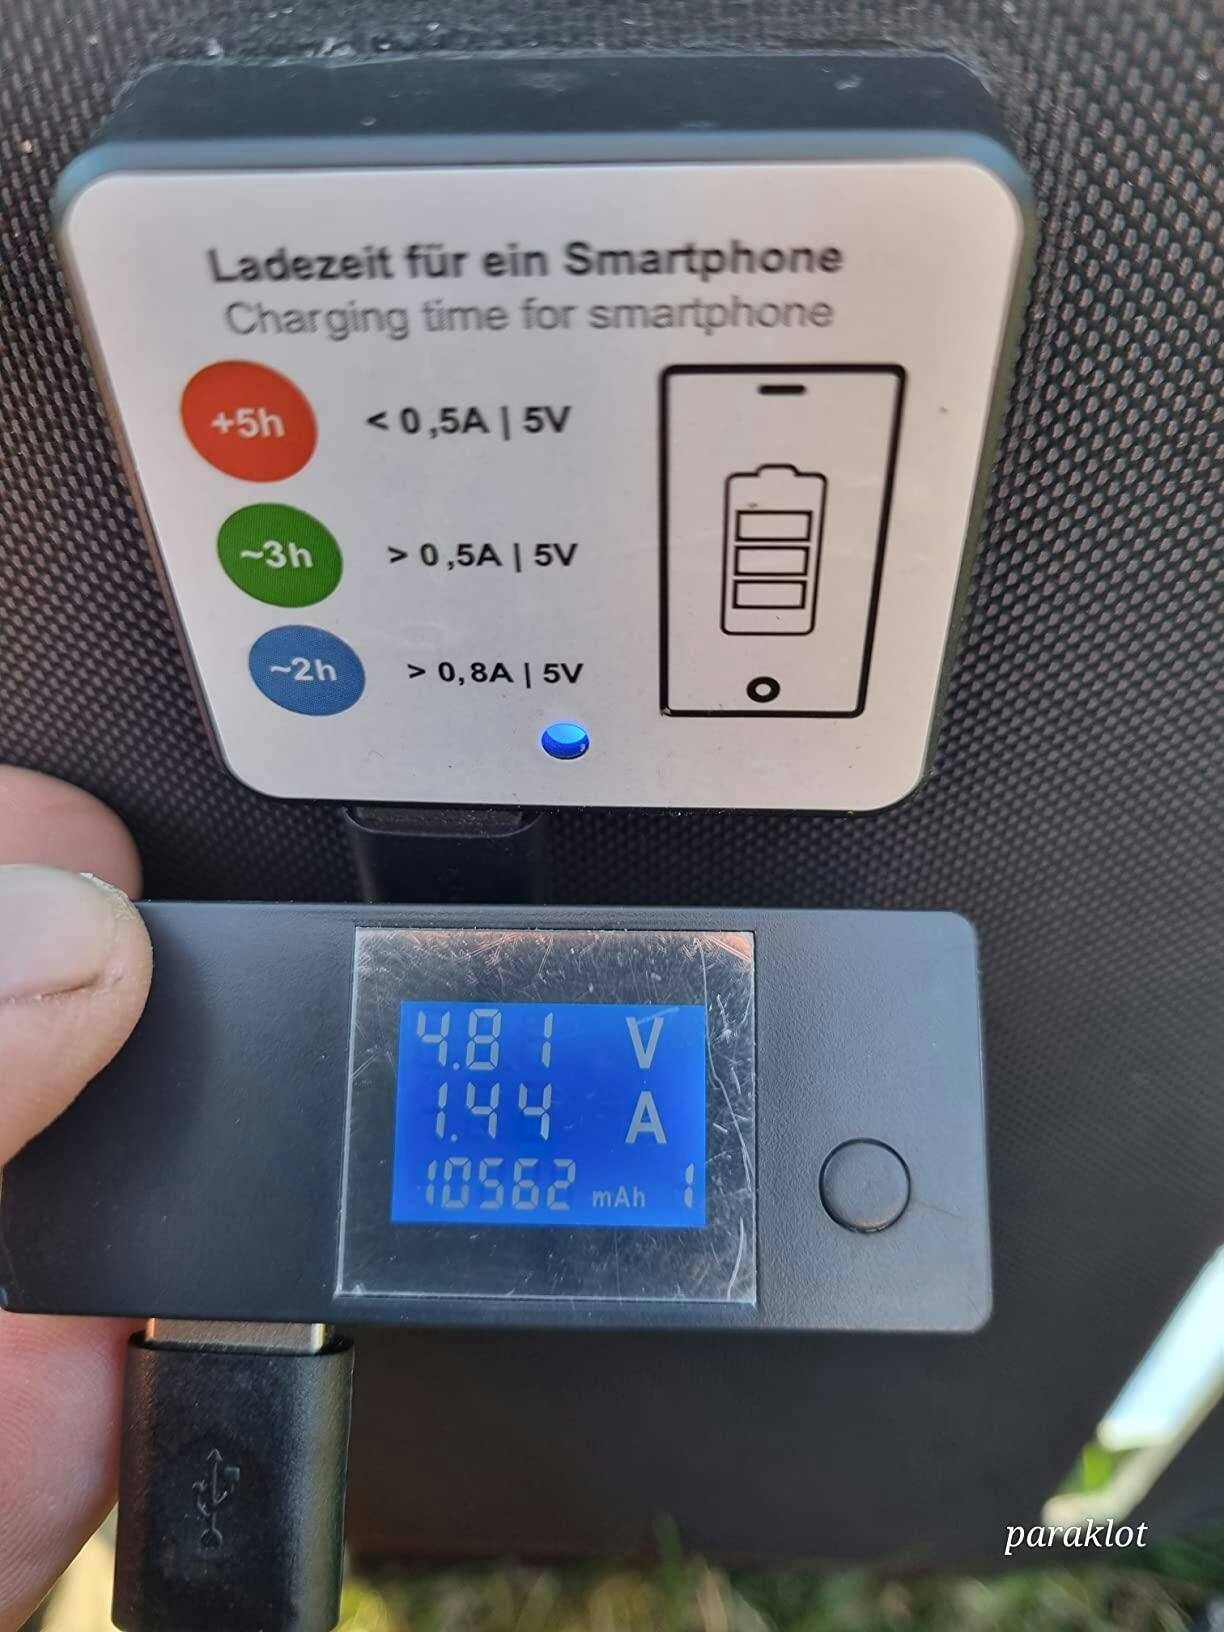 Ladezeit für ein Smartphone
Charging time for smartphone
+5h < 0,5A | 5V
~3h > 0,5A | 5V
~2h > 0,8A | 5V
4.81 V
1.44 A
10562 mAh 1
paraklot